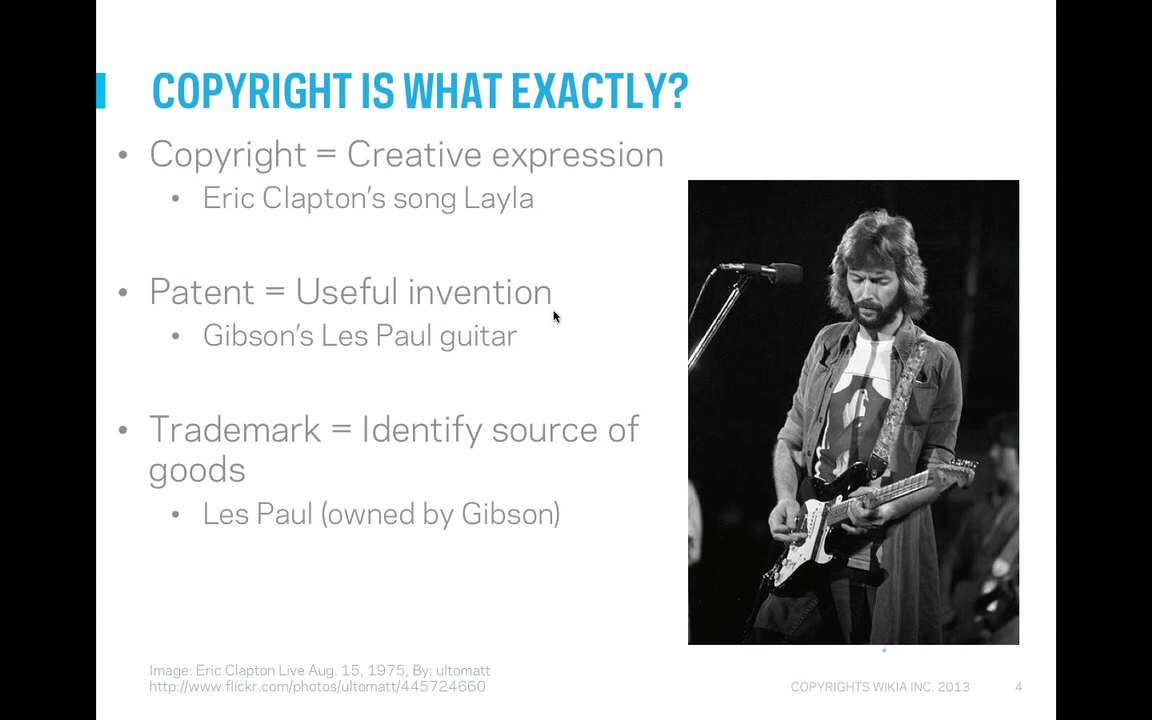 COPYRIGHT IS WHAT EXACTLY?
• Copyright = Creative expression
• Eric Clapton's song Layla
• Patent = Useful invention
• Gibson's Les Paul guitar
• Trademark = Identify source of
goods
• Les Paul (owned by Gibson)
Image: Eric Clapton Live Aug. 15, 1975, By: ultomatt
http://www.flickr.com/photos/ultomatt/445724660
COPYRIGHTS WIKIA INC. 2013 4